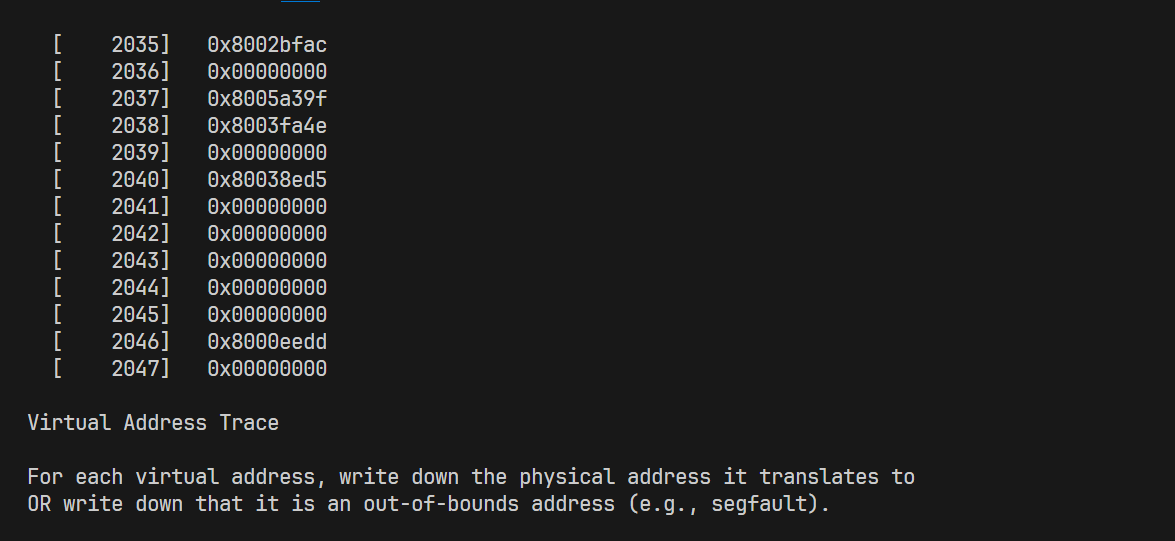 [    2035]   0x8002bfac
[    2036]   0x00000000
[    2037]   0x8005a39f
[    2038]   0x8003fa4e
[    2039]   0x00000000
[    2040]   0x80038ed5
[    2041]   0x00000000
[    2042]   0x00000000
[    2043]   0x00000000
[    2044]   0x00000000
[    2045]   0x00000000
[    2046]   0x8000eedd
[    2047]   0x00000000
Virtual Address Trace
For each virtual address, write down the physical address it translates to
OR write down that it is an out-of-bounds address (e.g., segfault).